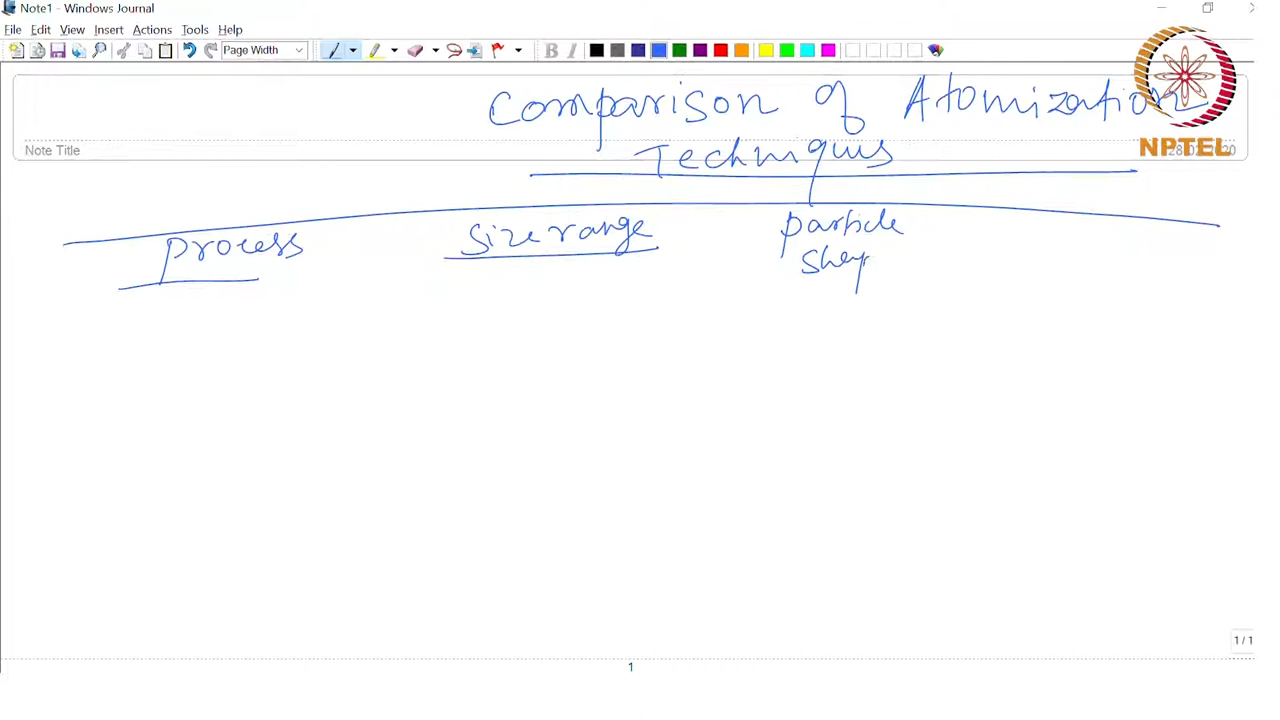 Note1 - Windows Journal
File Edit View Insert Actions Tools Help
Page Width
B I
Comparison of Atomization
Techniques
Note Title
NPTEL
Process
Size range
particle
Shap
1 / 1
1